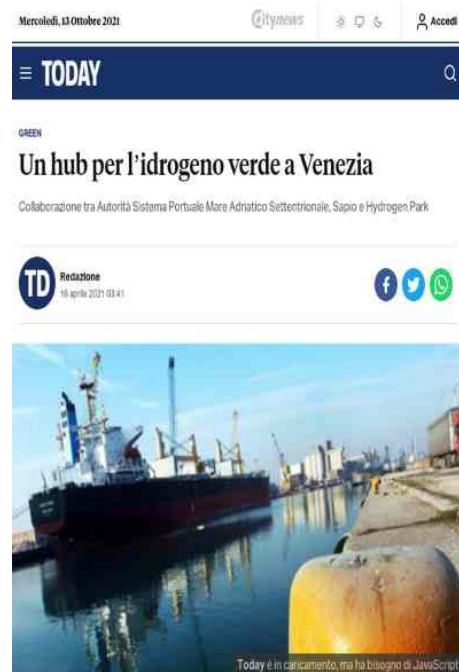 Mercoledì, 13 Ottobre 2021
Citynews
Accedi
TODAY
GREEN
Un hub per l'idrogeno verde a Venezia
Collaborazione tra Autorità Sistema Portuale Mare Adriatico Settentrionale, Sapio e Hydrogen Park
TD
Redazione
16 aprile 2021 03:41
Today è in caricamento, ma ha bisogno di JavaScript